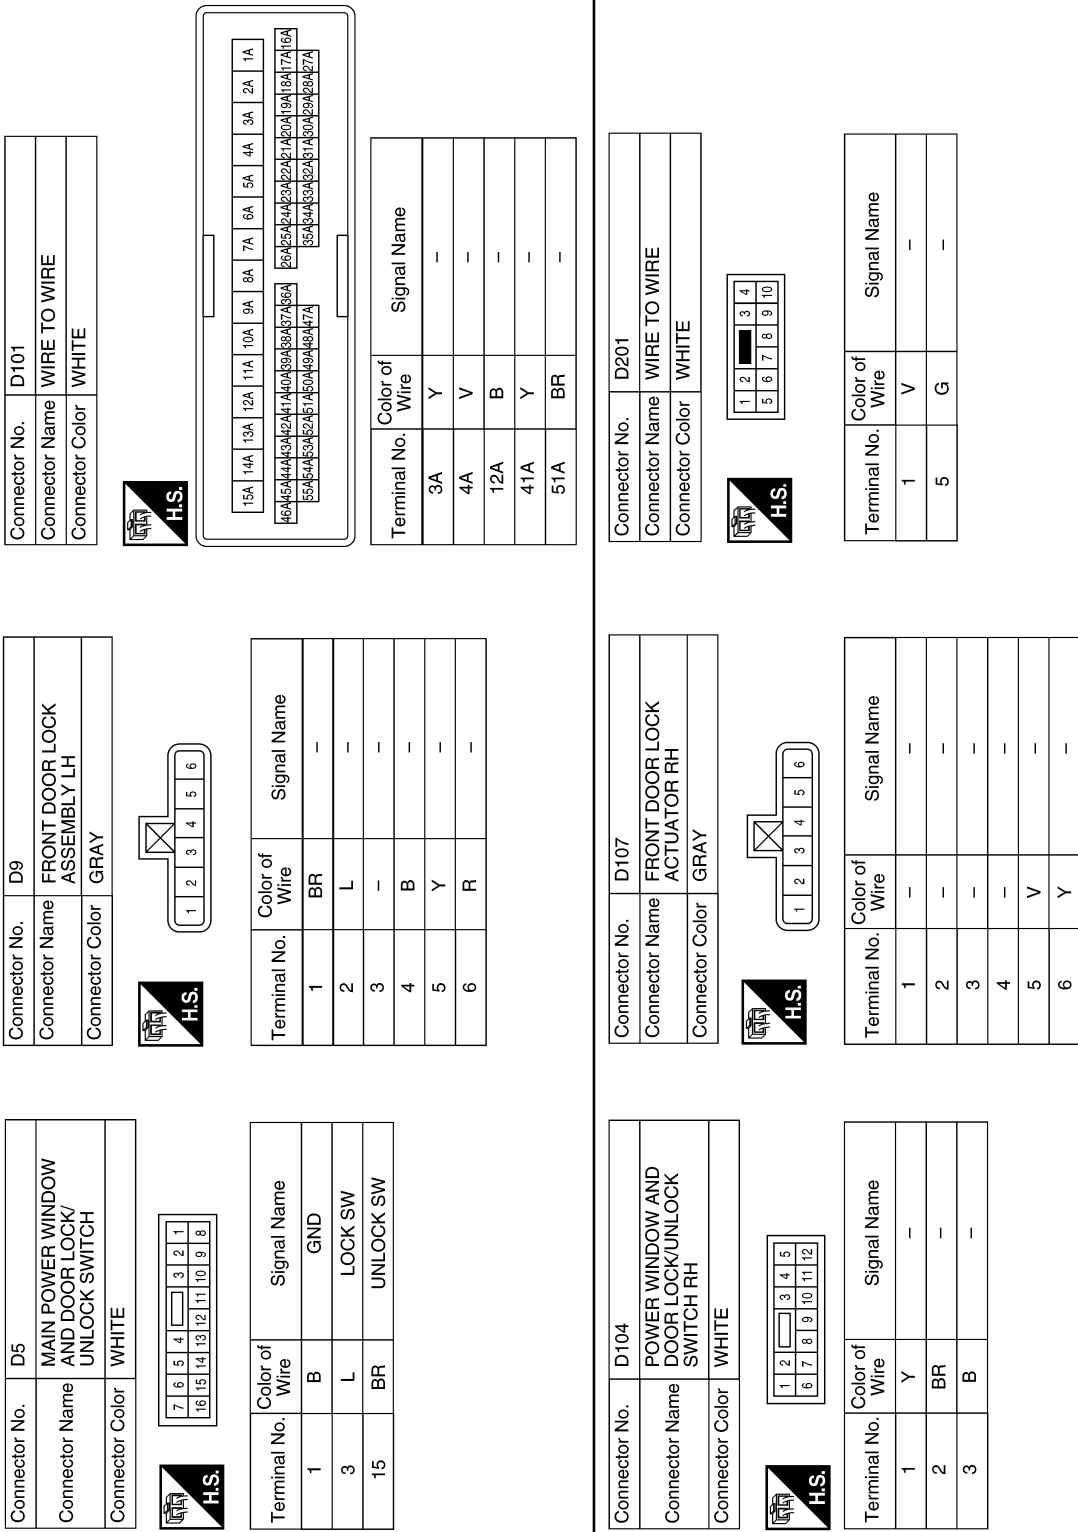 Connector No. D5
Connector Name MAIN POWER WINDOW
AND DOOR LOCK/
UNLOCK SWITCH
Connector Color WHITE
H.S.
7 6 5 4 3 2 1
16 15 14 13 12 11 10 9 8
Terminal No. Color of Wire Signal Name
1 B GND
3 L LOCK SW
15 BR UNLOCK SW
Connector No. D9
Connector Name FRONT DOOR LOCK
ASSEMBLY LH
Connector Color GRAY
H.S.
1 2 3 4 5 6
Terminal No. Color of Wire Signal Name
1 BR –
2 L –
3 – –
4 B –
5 Y –
6 R –
Connector No. D101
Connector Name WIRE TO WIRE
Connector Color WHITE
H.S.
15A 14A 13A 12A 11A 10A 9A 8A 7A 6A 5A 4A 3A 2A 1A
46A 45A 44A 43A 42A 41A 40A 39A 38A 37A 36A 26A 25A 24A 23A 22A 21A 20A 19A 18A 17A 16A
55A 54A 53A 52A 51A 50A 49A 48A 47A 35A 34A 33A 32A 31A 30A 29A 28A 27A
Terminal No. Color of Wire Signal Name
3A Y –
4A V –
12A B –
41A Y –
51A BR –
Connector No. D104
Connector Name POWER WINDOW AND
DOOR LOCK/UNLOCK
SWITCH RH
Connector Color WHITE
H.S.
1 2 3 4 5
6 7 8 9 10 11 12
Terminal No. Color of Wire Signal Name
1 Y –
2 BR –
3 B –
Connector No. D107
Connector Name FRONT DOOR LOCK
ACTUATOR RH
Connector Color GRAY
H.S.
1 2 3 4 5 6
Terminal No. Color of Wire Signal Name
1 – –
2 – –
3 – –
4 – –
5 V –
6 Y –
Connector No. D201
Connector Name WIRE TO WIRE
Connector Color WHITE
H.S.
1 2 3 4
5 6 7 8 9 10
Terminal No. Color of Wire Signal Name
1 V –
5 G –